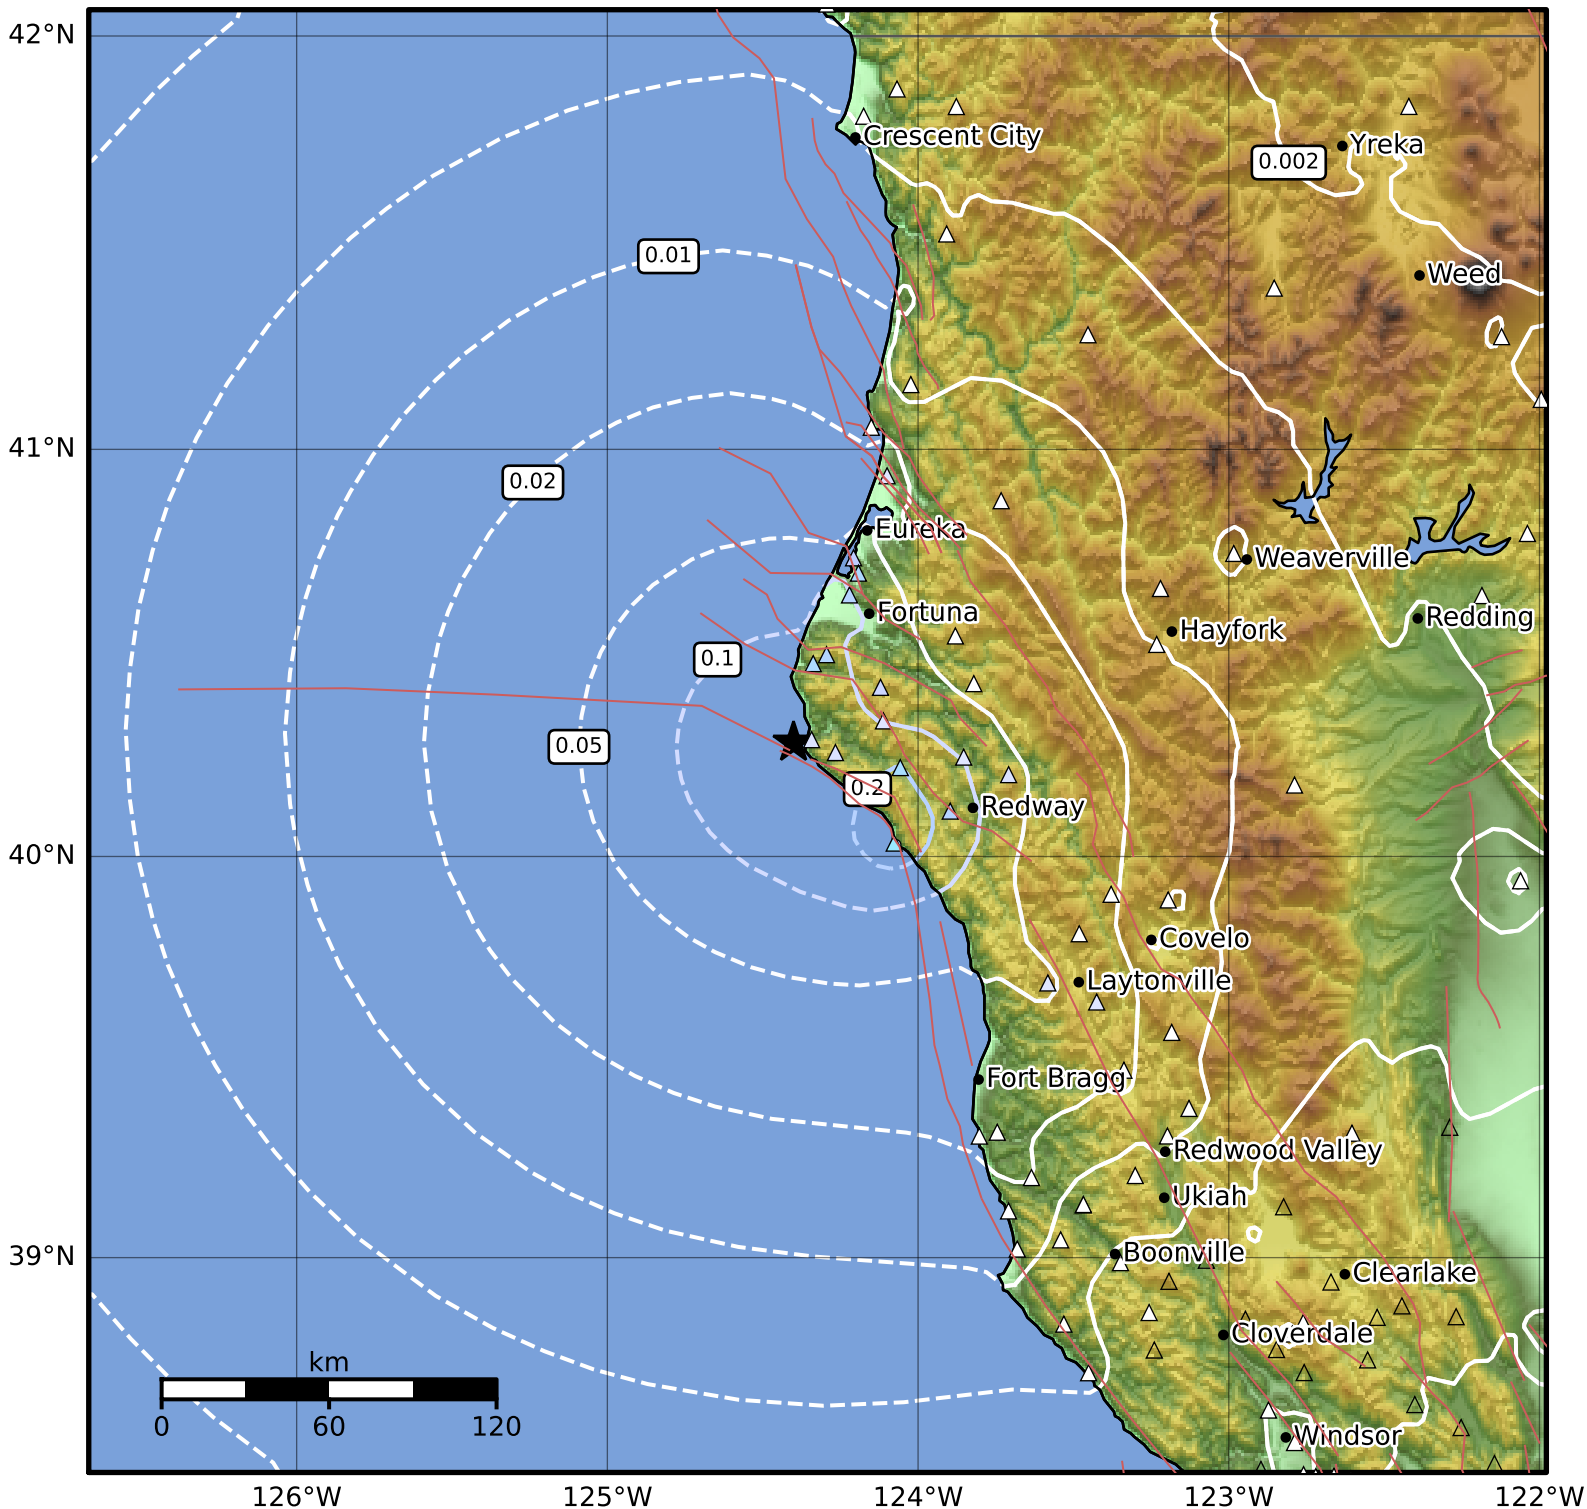 42°N
Crescent City
Yreka
0.002
0.01
Weed
41°N
0.02
Eureka
Weaverville
Fortuna
Redding
Hayfork
0.1
0.05
0.2
Redway
40°N
Covelo
Laytonville
Fort Bragg
Redwood Valley
Ukiah
39°N
Boonville
Clearlake
Cloverdale
km
0 60 120
Windsor
126°W 125°W 124°W 123°W 122°W